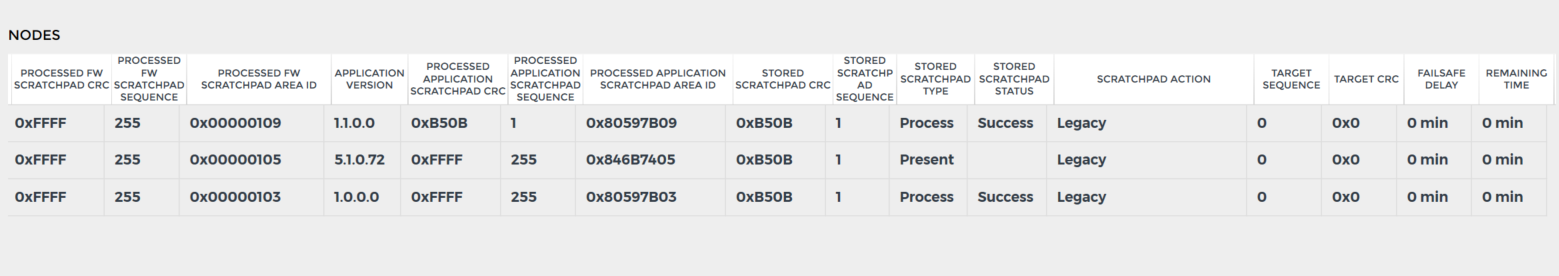 NODES
PROCESSED FW SCRATCHPAD CRC
PROCESSED FW SCRATCHPAD SEQUENCE
PROCESSED FW SCRATCHPAD AREA ID
APPLICATION VERSION
PROCESSED APPLICATION SCRATCHPAD CRC
PROCESSED APPLICATION SCRATCHPAD SEQUENCE
PROCESSED APPLICATION SCRATCHPAD AREA ID
STORED SCRATCHPAD CRC
STORED SCRATCHP AD SEQUENCE
STORED SCRATCHPAD TYPE
STORED SCRATCHPAD STATUS
SCRATCHPAD ACTION
TARGET SEQUENCE
TARGET CRC
FAILSAFE DELAY
REMAINING TIME
0xFFFF 255 0x00000109 1.1.0.0 0xB50B 1 0x80597B09 0xB50B 1 Process Success Legacy 0 0x0 0 min 0 min
0xFFFF 255 0x00000105 5.1.0.72 0xFFFF 255 0x846B7405 0xB50B 1 Present Legacy 0 0x0 0 min 0 min
0xFFFF 255 0x00000103 1.0.0.0 0xFFFF 255 0x80597B03 0xB50B 1 Process Success Legacy 0 0x0 0 min 0 min